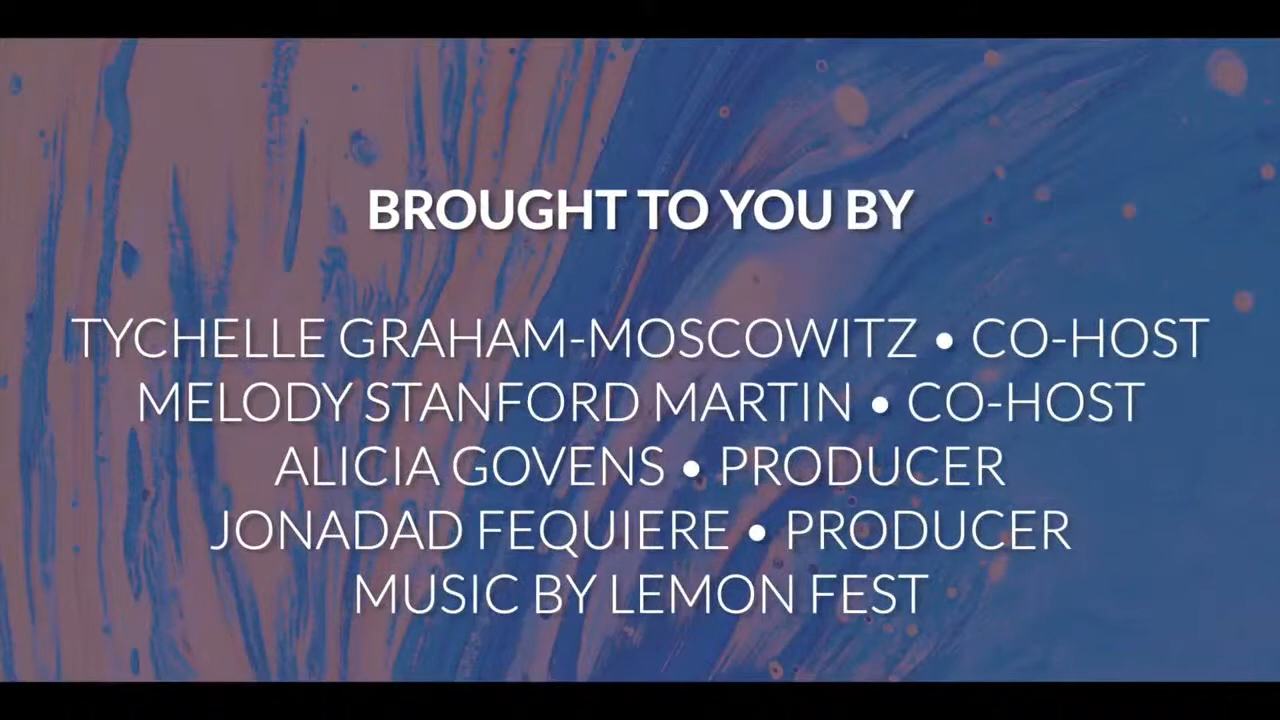 BROUGHT TO YOU BY
TYCHELLE GRAHAM-MOSCOWITZ • CO-HOST
MELODY STANFORD MARTIN • CO-HOST
ALICIA GOVENS • PRODUCER
JONADAD FEQUIERE • PRODUCER
MUSIC BY LEMON FEST